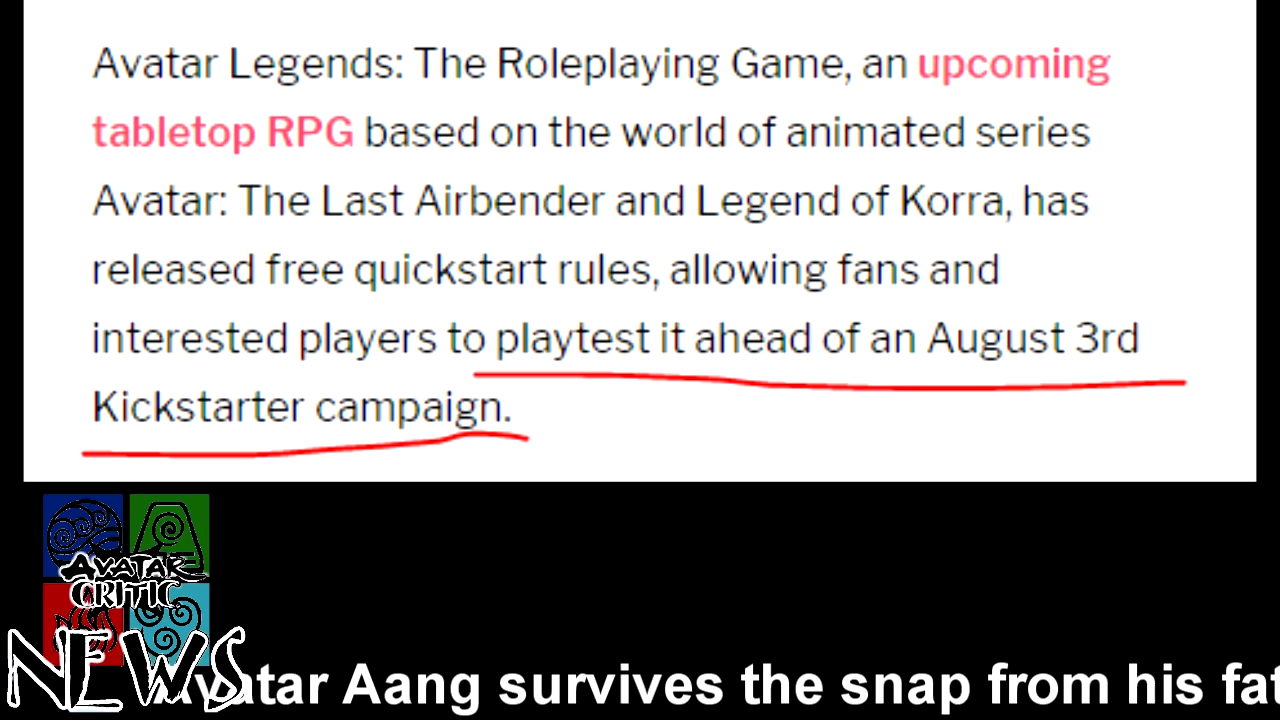 Avatar Legends: The Roleplaying Game, an upcoming
tabletop RPG based on the world of animated series
Avatar: The Last Airbender and Legend of Korra, has
released free quickstart rules, allowing fans and
interested players to playtest it ahead of an August 3rd
Kickstarter campaign.
AVATAR
CRITIC
NEWS
Avatar Aang survives the snap from his fat